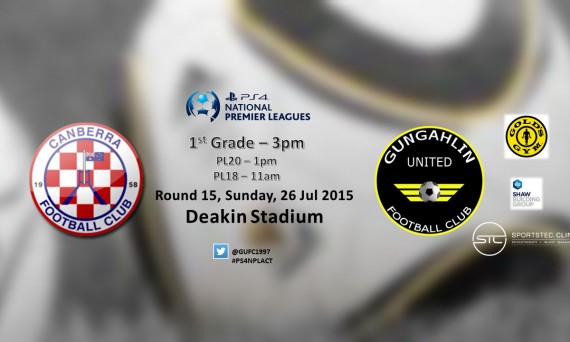 PS4
NATIONAL
PREMIER LEAGUES
1st Grade – 3pm
PL20 – 1pm
PL18 – 11am
Round 15, Sunday, 26 Jul 2015
Deakin Stadium
@GUFC1997
#PS4NPLACT
CANBERRA
19 58
FOOTBALL CLUB
GUNGAHLIN
UNITED
FOOTBALL CLUB
GOLD'S
GYM
SHAW
BUILDING
GROUP
STC
SPORTSTEC CLIN